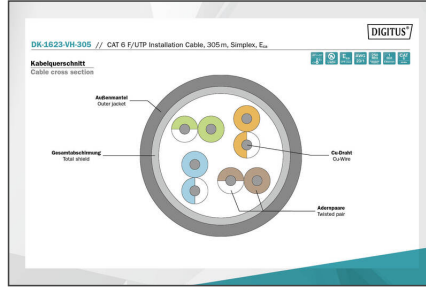 DIGITUS®
DK-1623-VH-305 // CAT 6 F/UTP Installation Cable, 305 m, Simplex, Eca
Kabelquerschnitt
Cable cross section
Außenmantel
Outer jacket
Gesamtabschirmung
Total shield
Cu-Draht
Cu-Wire
Adernpaare
Twisted pair